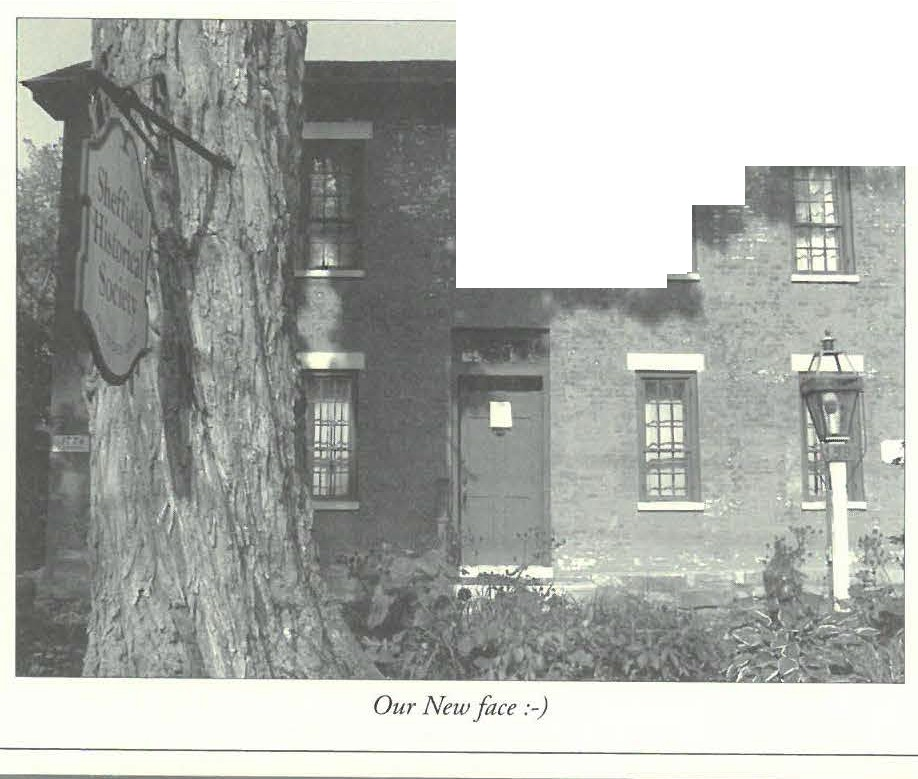 Sheffield
Historical
Society
Our New face :-)